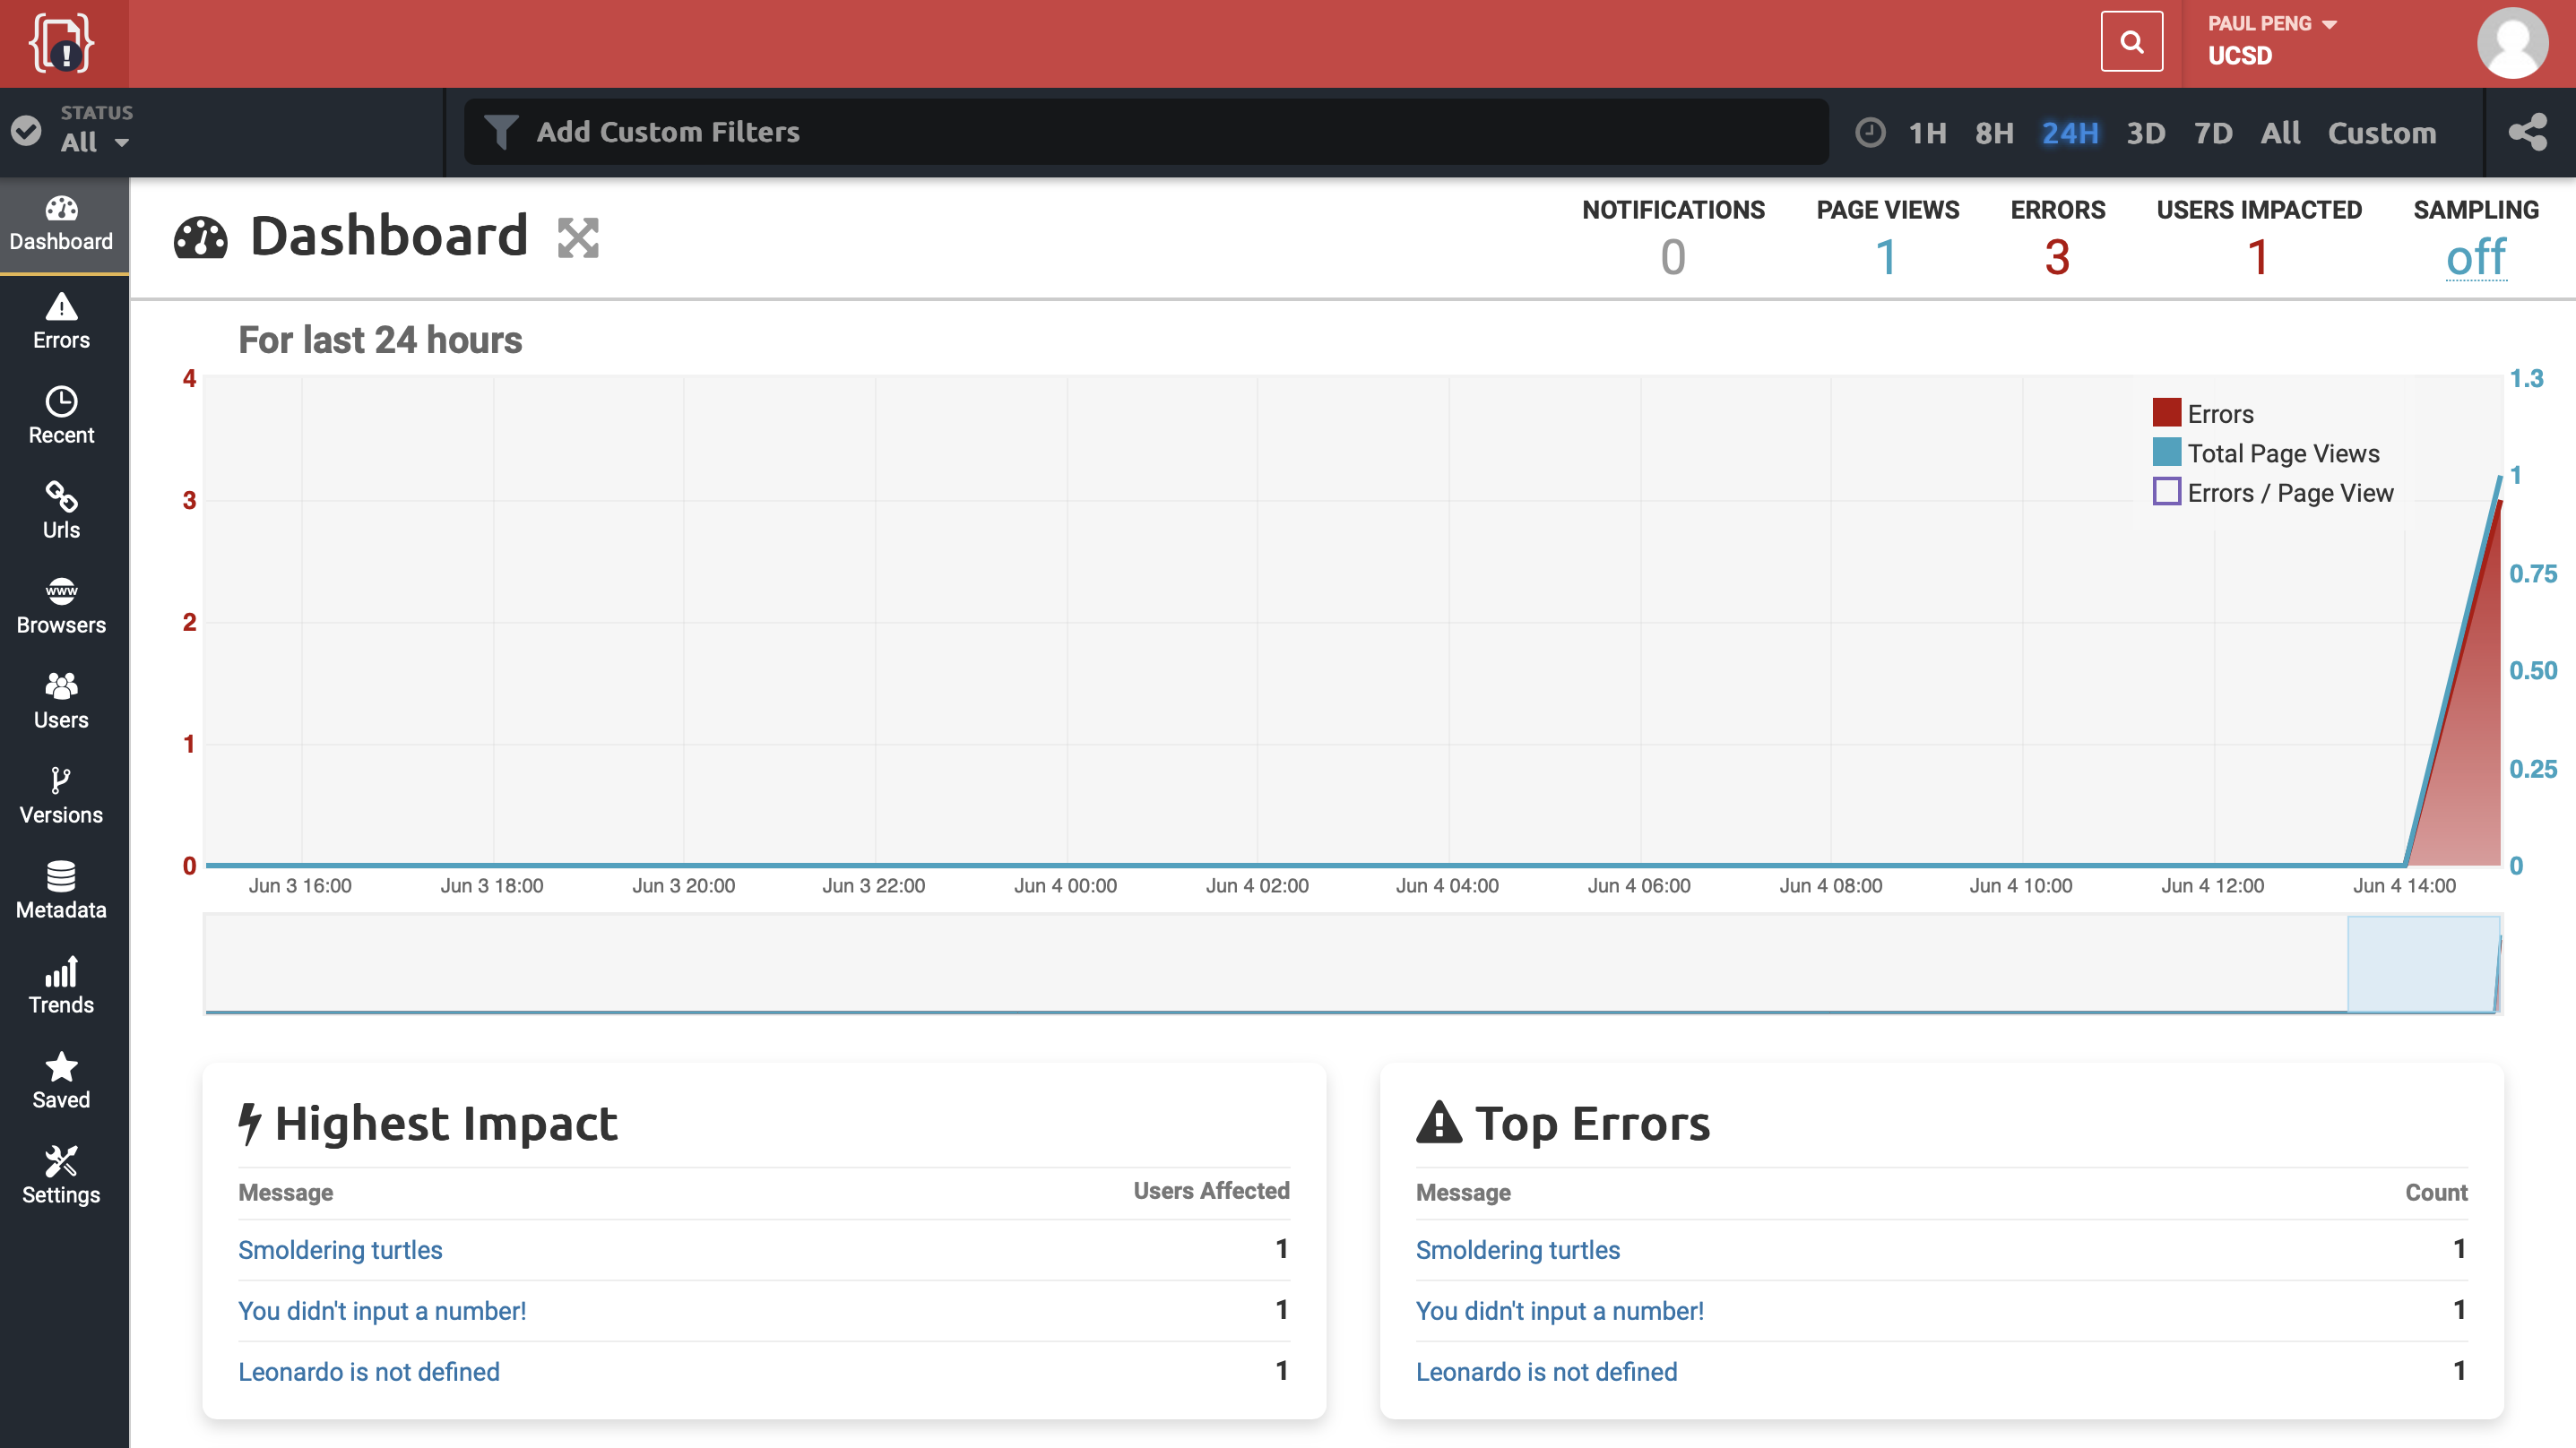 PAUL PENG
UCSD
STATUS
All
Add Custom Filters
1H 8H 24H 3D 7D All Custom
Dashboard
Errors
Recent
Urls
www
Browsers
Users
Versions
Metadata
Trends
Saved
Settings
Dashboard
NOTIFICATIONS PAGE VIEWS ERRORS USERS IMPACTED SAMPLING
0 1 3 1 off
For last 24 hours
4
3
2
1
0
1.3
1
0.75
0.50
0.25
0
Errors
Total Page Views
Errors / Page View
Jun 3 16:00 Jun 3 18:00 Jun 3 20:00 Jun 3 22:00 Jun 4 00:00 Jun 4 02:00 Jun 4 04:00 Jun 4 06:00 Jun 4 08:00 Jun 4 10:00 Jun 4 12:00 Jun 4 14:00
Highest Impact
Message Users Affected
Smoldering turtles 1
You didn't input a number! 1
Leonardo is not defined 1
Top Errors
Message Count
Smoldering turtles 1
You didn't input a number! 1
Leonardo is not defined 1